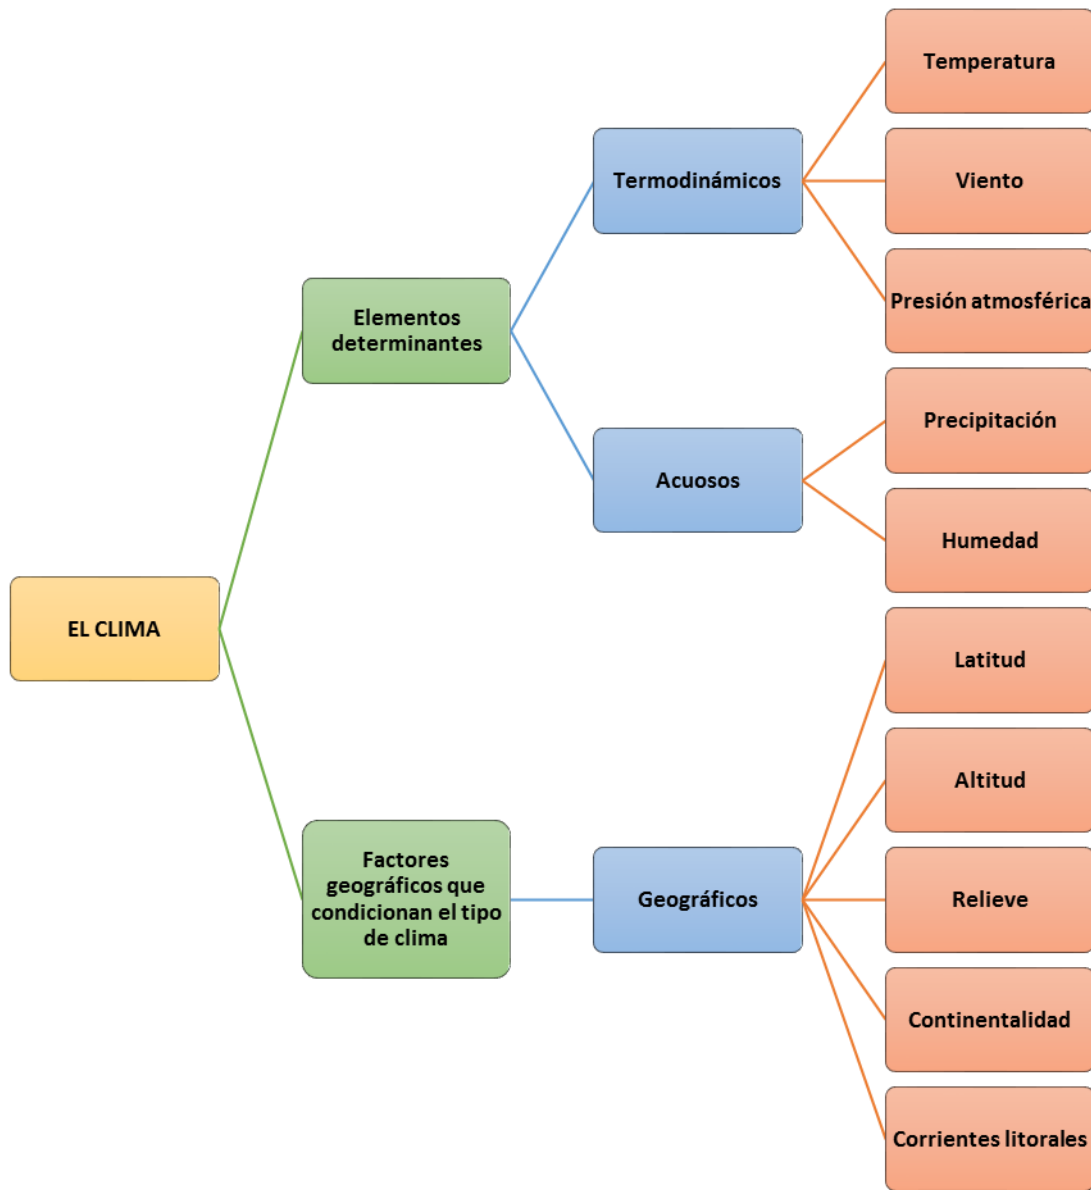 Temperatura
Termodinámicos
Viento
Presión atmosférica
Elementos
determinantes
Precipitación
Acuosos
Humedad
EL CLIMA
Latitud
Altitud
Factores
geográficos que
condicionan el tipo
de clima
Geográficos
Relieve
Continentalidad
Corrientes litorales